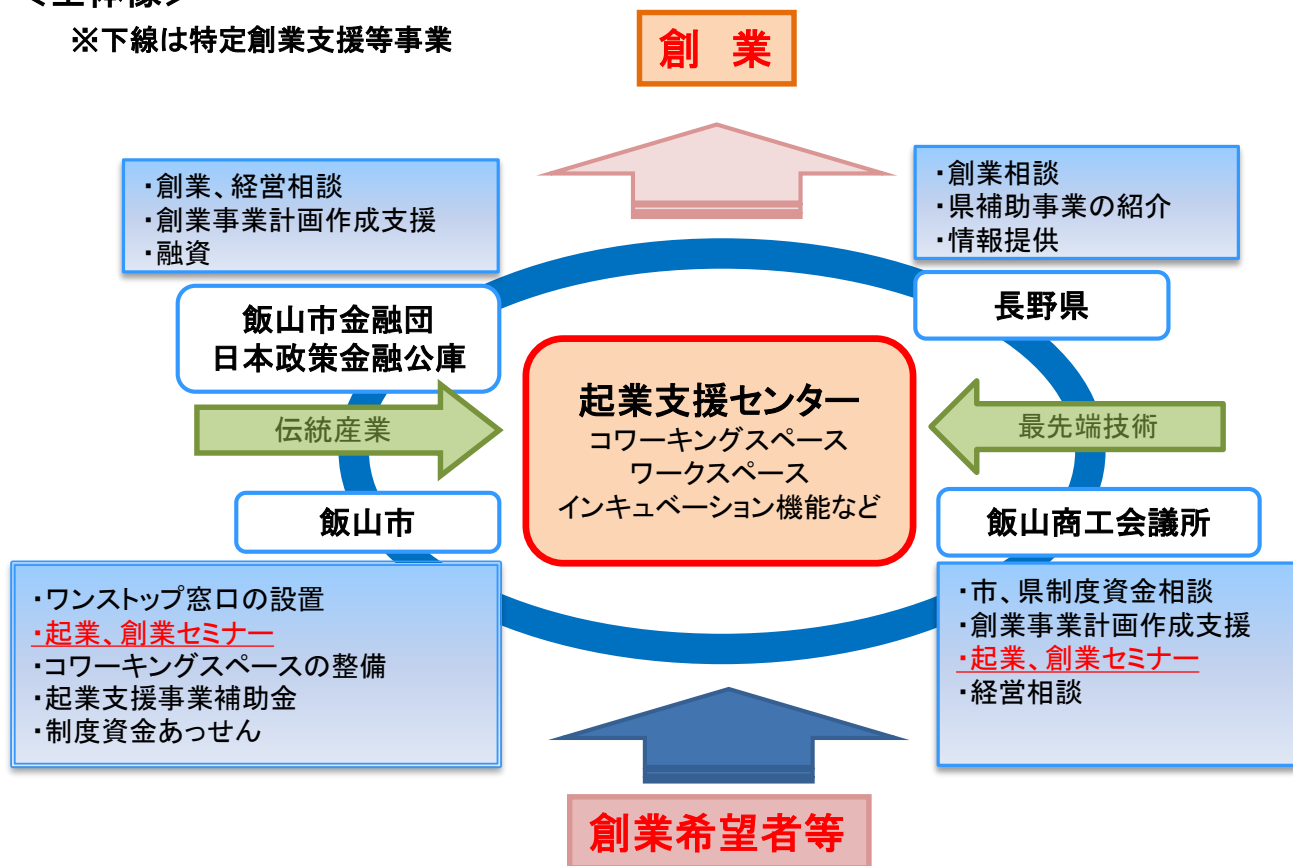 ※下線は特定創業支援等事業
創　業
・創業、経営相談
・創業事業計画作成支援
・融資
・創業相談
・県補助事業の紹介
・情報提供
飯山市金融団
日本政策金融公庫
長野県
起業支援センター
コワーキングスペース
ワークスペース
インキュベーション機能など
伝統産業
最先端技術
飯山市
飯山商工会議所
・ワンストップ窓口の設置
・起業、創業セミナー
・コワーキングスペースの整備
・起業支援事業補助金
・制度資金あっせん
・市、県制度資金相談
・創業事業計画作成支援
・起業、創業セミナー
・経営相談
創業希望者等